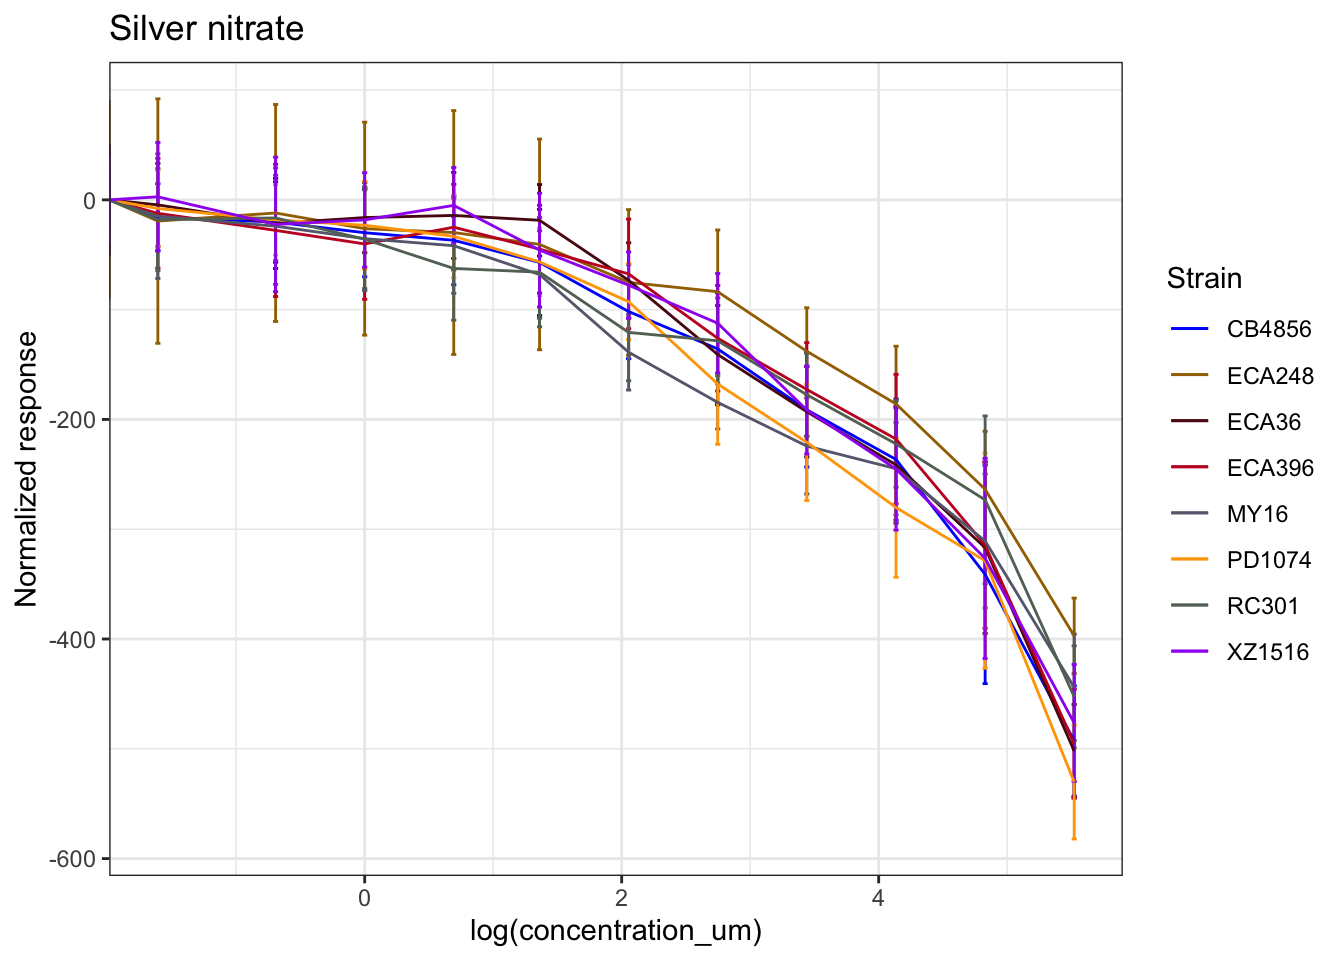 Silver nitrate
0
-200
-400
-600
Normalized response
0 2 4
log(concentration_um)
Strain
CB4856
ECA248
ECA36
ECA396
MY16
PD1074
RC301
XZ1516